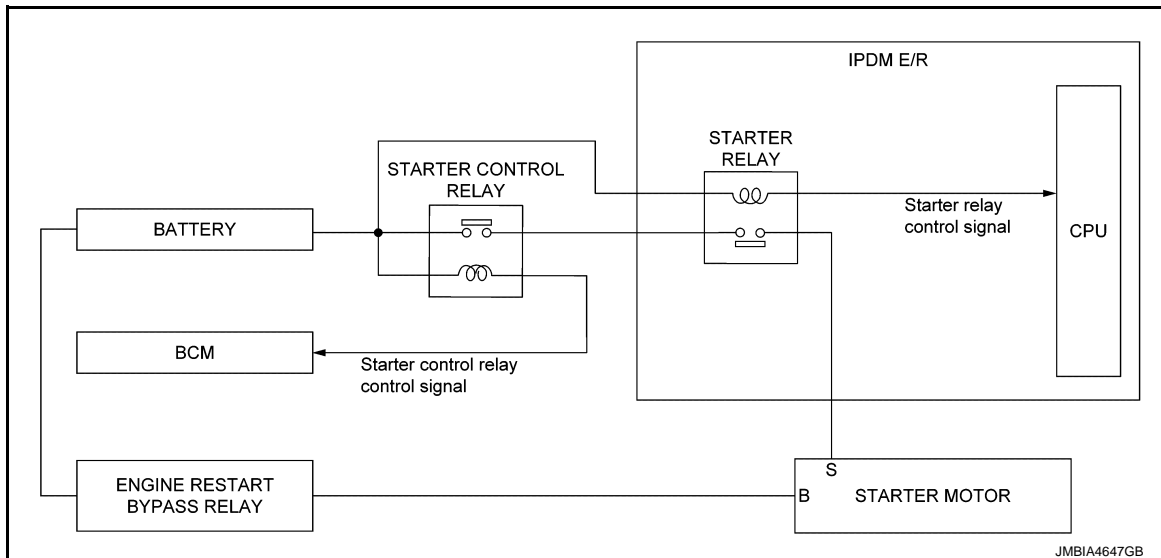 IPDM E/R
STARTER
RELAY
STARTER CONTROL
RELAY
BATTERY
Starter relay
control signal
CPU
BCM
Starter control relay
control signal
ENGINE RESTART
BYPASS RELAY
S
B
STARTER MOTOR
JMBIA4647GB